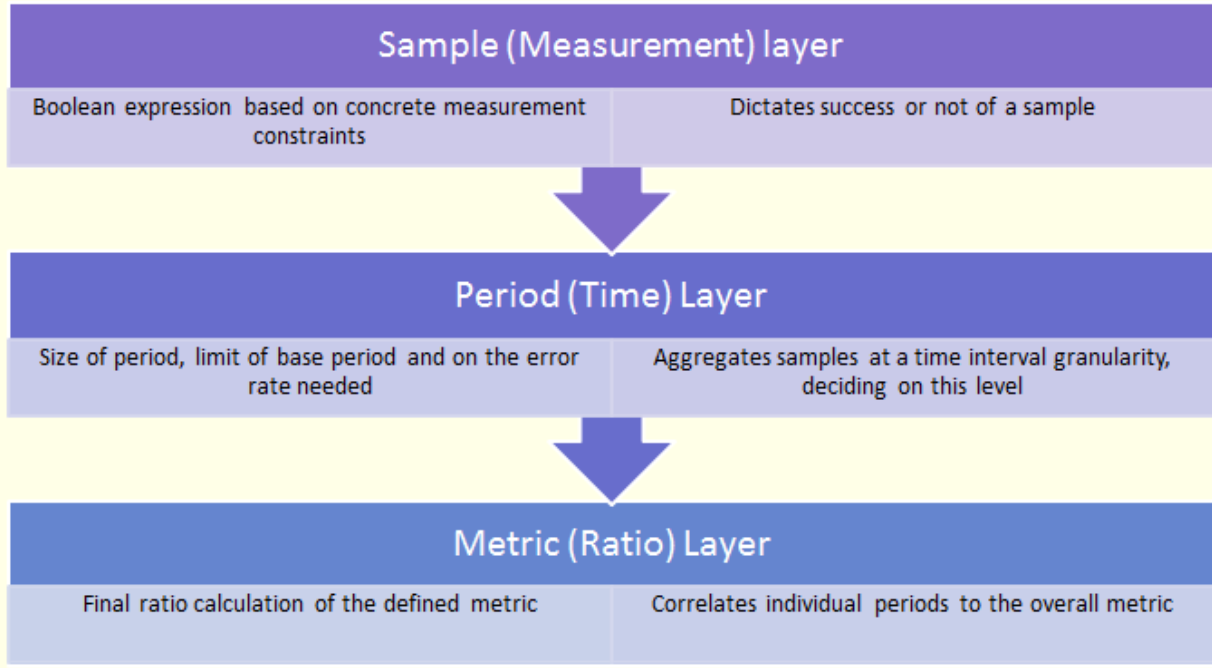 Sample (Measurement) layer
Boolean expression based on concrete measurement
constraints
Dictates success or not of a sample
Period (Time) Layer
Size of period, limit of base period and on the error
rate needed
Aggregates samples at a time interval granularity,
deciding on this level
Metric (Ratio) Layer
Final ratio calculation of the defined metric
Correlates individual periods to the overall metric